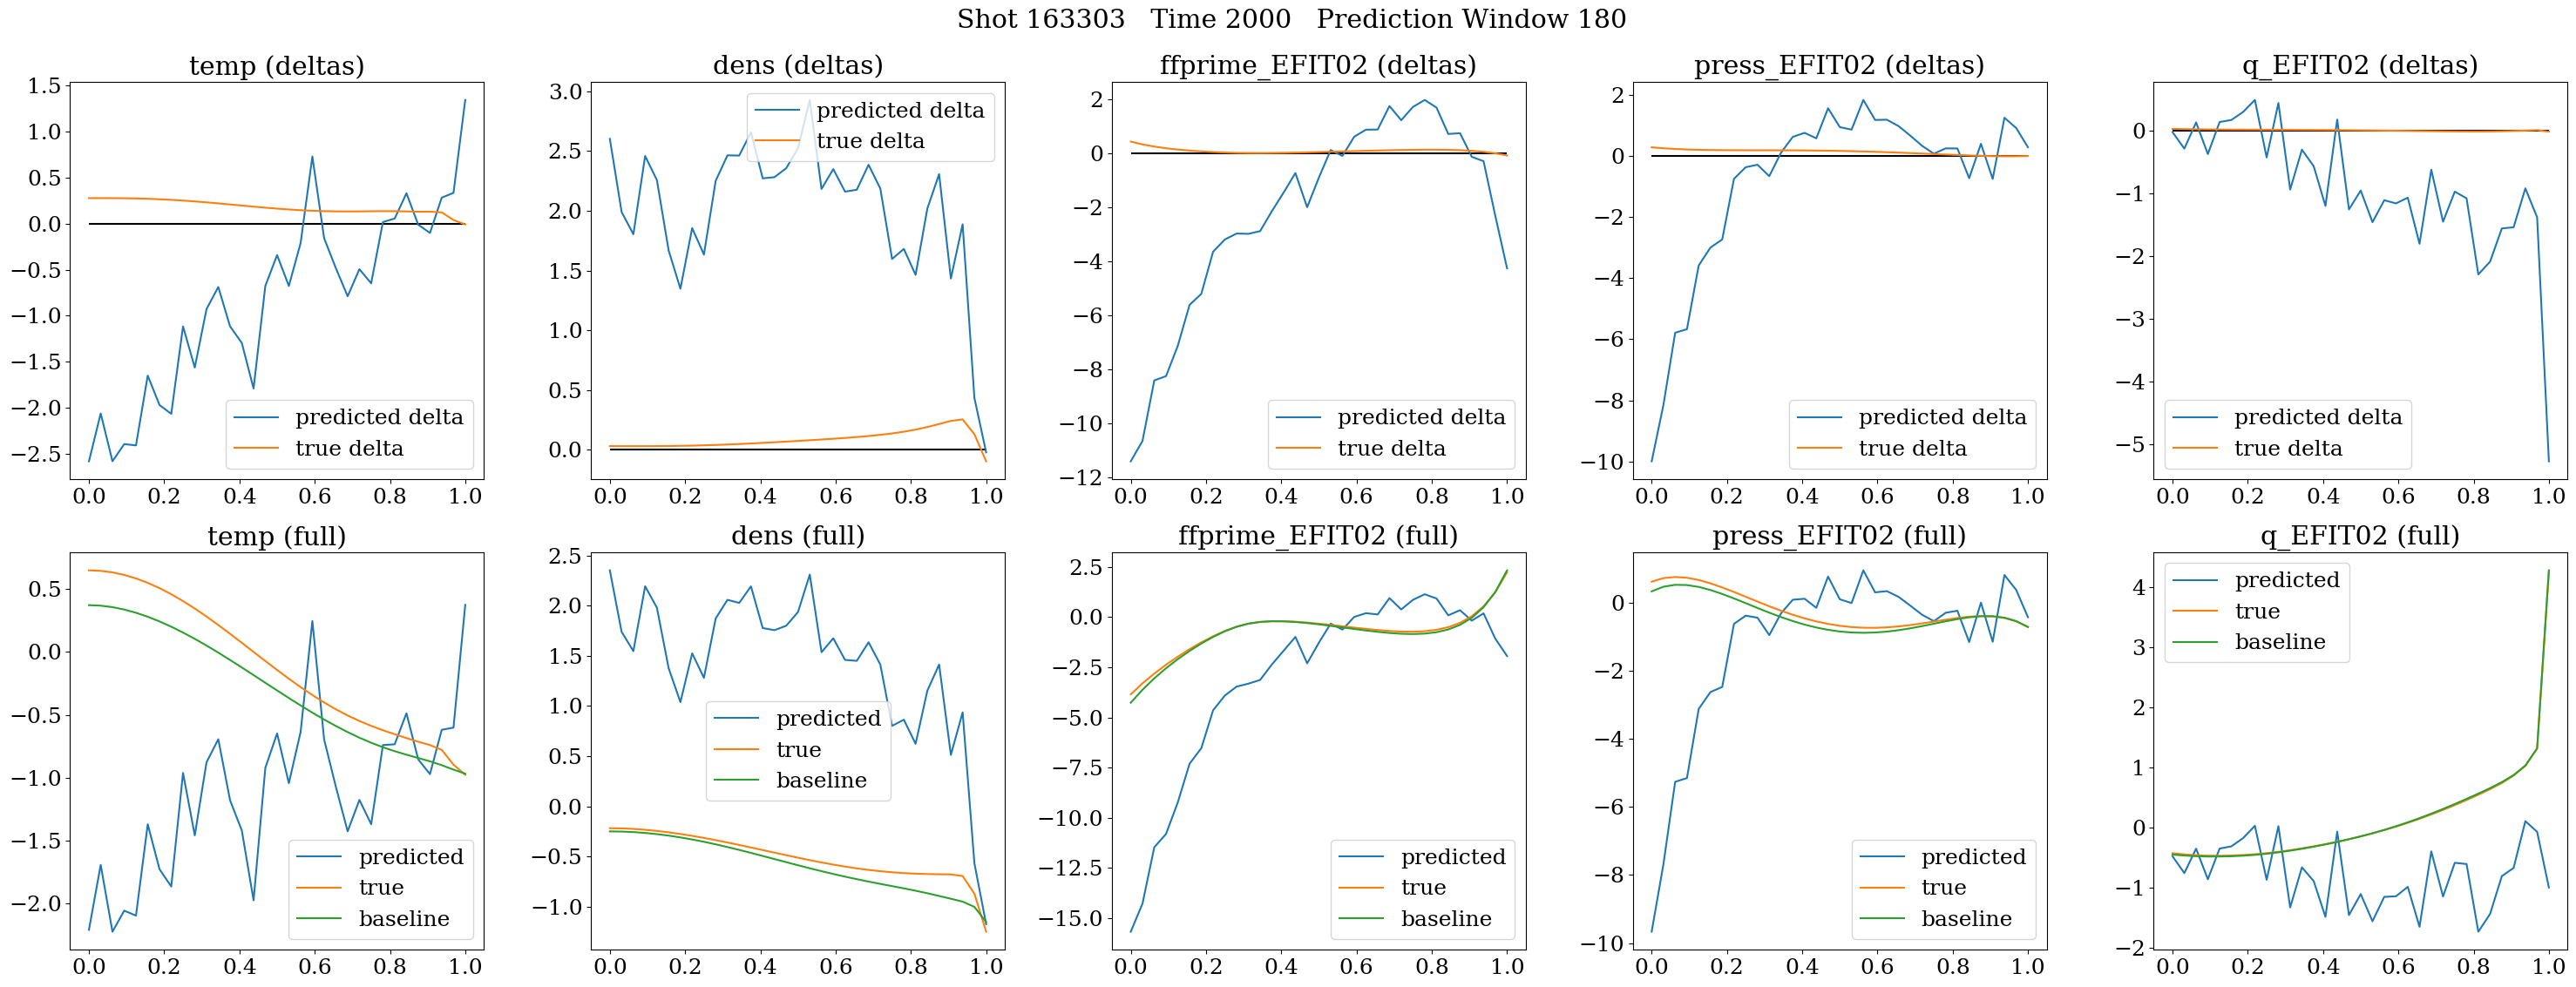 Shot 163303   Time 2000   Prediction Window 180
temp (deltas)
1.5
1.0
0.5
0.0
−0.5
−1.0
−1.5
−2.0
−2.5
0.0 0.2 0.4 0.6 0.8 1.0
predicted delta
true delta
dens (deltas)
3.0
2.5
2.0
1.5
1.0
0.5
0.0
0.0 0.2 0.4 0.6 0.8 1.0
predicted delta
true delta
ffprime_EFIT02 (deltas)
2
0
−2
−4
−6
−8
−10
−12
0.0 0.2 0.4 0.6 0.8 1.0
predicted delta
true delta
press_EFIT02 (deltas)
2
0
−2
−4
−6
−8
−10
0.0 0.2 0.4 0.6 0.8 1.0
predicted delta
true delta
q_EFIT02 (deltas)
0
−1
−2
−3
−4
−5
0.0 0.2 0.4 0.6 0.8 1.0
predicted delta
true delta
temp (full)
0.5
0.0
−0.5
−1.0
−1.5
−2.0
0.0 0.2 0.4 0.6 0.8 1.0
predicted
true
baseline
dens (full)
2.5
2.0
1.5
1.0
0.5
0.0
−0.5
−1.0
0.0 0.2 0.4 0.6 0.8 1.0
predicted
true
baseline
ffprime_EFIT02 (full)
2.5
0.0
−2.5
−5.0
−7.5
−10.0
−12.5
−15.0
0.0 0.2 0.4 0.6 0.8 1.0
predicted
true
baseline
press_EFIT02 (full)
0
−2
−4
−6
−8
−10
0.0 0.2 0.4 0.6 0.8 1.0
predicted
true
baseline
q_EFIT02 (full)
4
3
2
1
0
−1
−2
0.0 0.2 0.4 0.6 0.8 1.0
predicted
true
baseline